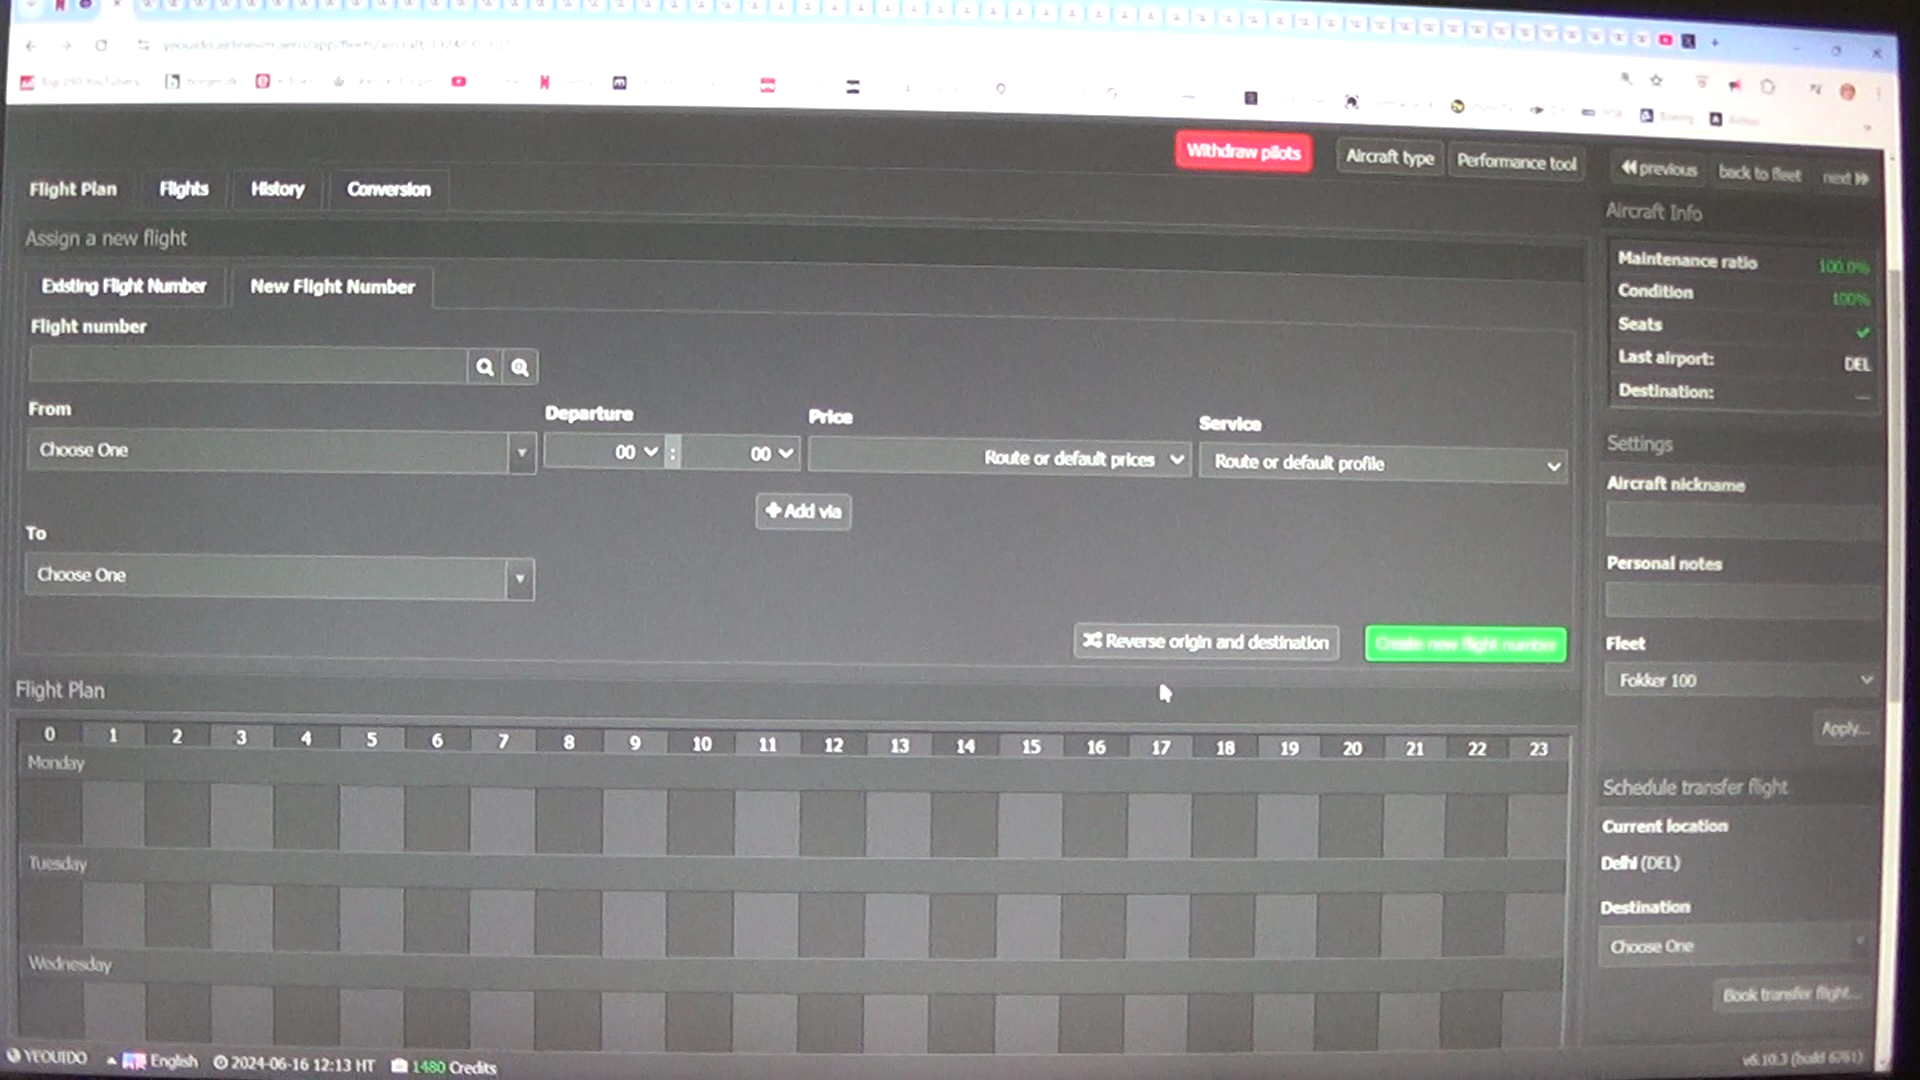 Withdraw pilots
Aircraft type
Performance tool
previous
back to fleet
next
Flight Plan
Flights
History
Conversion
Aircraft Info
Assign a new flight
Maintenance ratio
100.0%
Existing Flight Number
New Flight Number
Condition
100%
Flight number
Seats
Last airport:
DEL
Destination:
—
From
Departure
Price
Service
Choose One
00
:
00
Route or default prices
Route or default profile
Settings
Aircraft nickname
Add via
To
Choose One
Personal notes
Reverse origin and destination
Create new flight number
Fleet
Fokker 100
Apply...
Flight Plan
0 1 2 3 4 5 6 7 8 9 10 11 12 13 14 15 16 17 18 19 20 21 22 23
Monday
Tuesday
Wednesday
Schedule transfer flight
Current location
Delhi (DEL)
Destination
Choose One
Book transfer flight...
YEOUIDO
English
2024-06-16 12:13 HT
1480 Credits